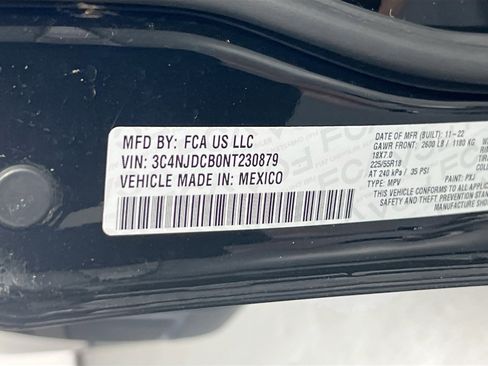 MFD BY: FCA US LLC
VIN: 3C4NJDCB0NT230879
VEHICLE MADE IN: MEXICO
DATE OF MFR (BUILT): 11-22
GAWR FRONT: 2600 LB / 1180 KG
18X7.0
225/55R18
AT 240 kPa / 35 PSI
TYPE: MPV PAINT: PXJ
THIS VEHICLE CONFORMS TO ALL
SAFETY AND THEFT PREVENTION STAN
MANUFACTURE SHO